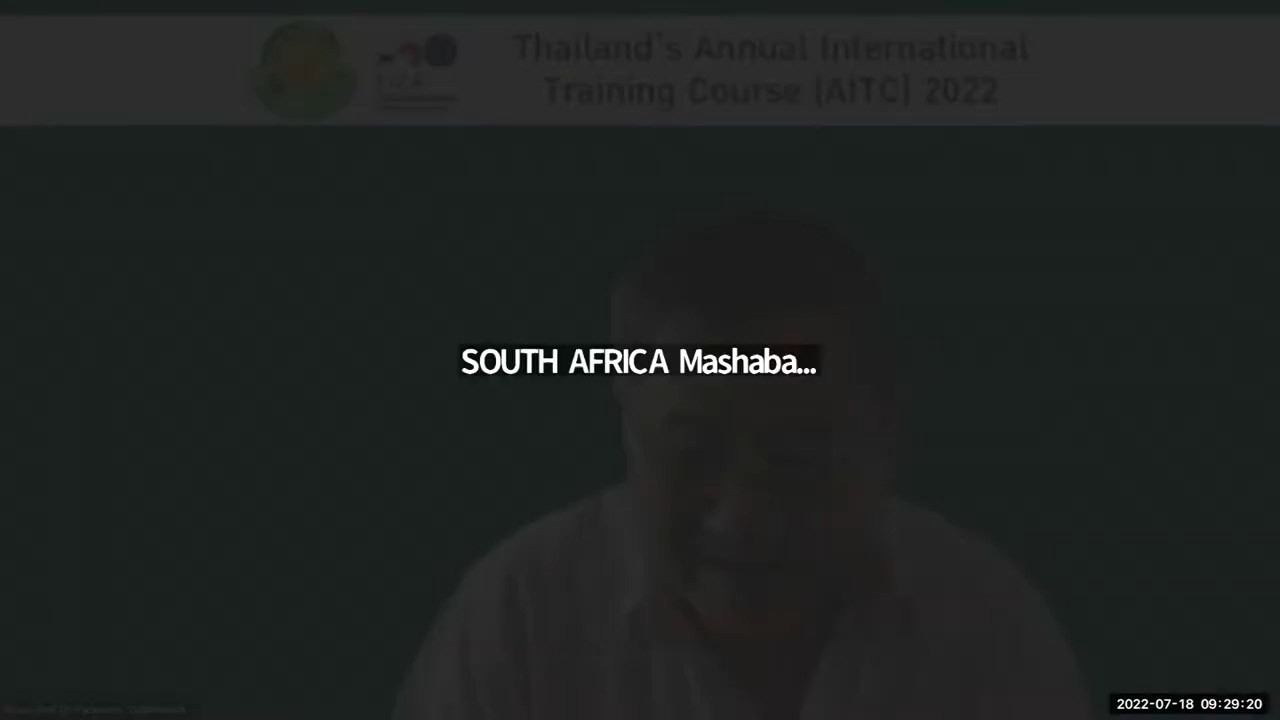 Thailand's Annual International
Training Course (AITC) 2022
SOUTH AFRICA Mashaba...
2022-07-18 09:29:20